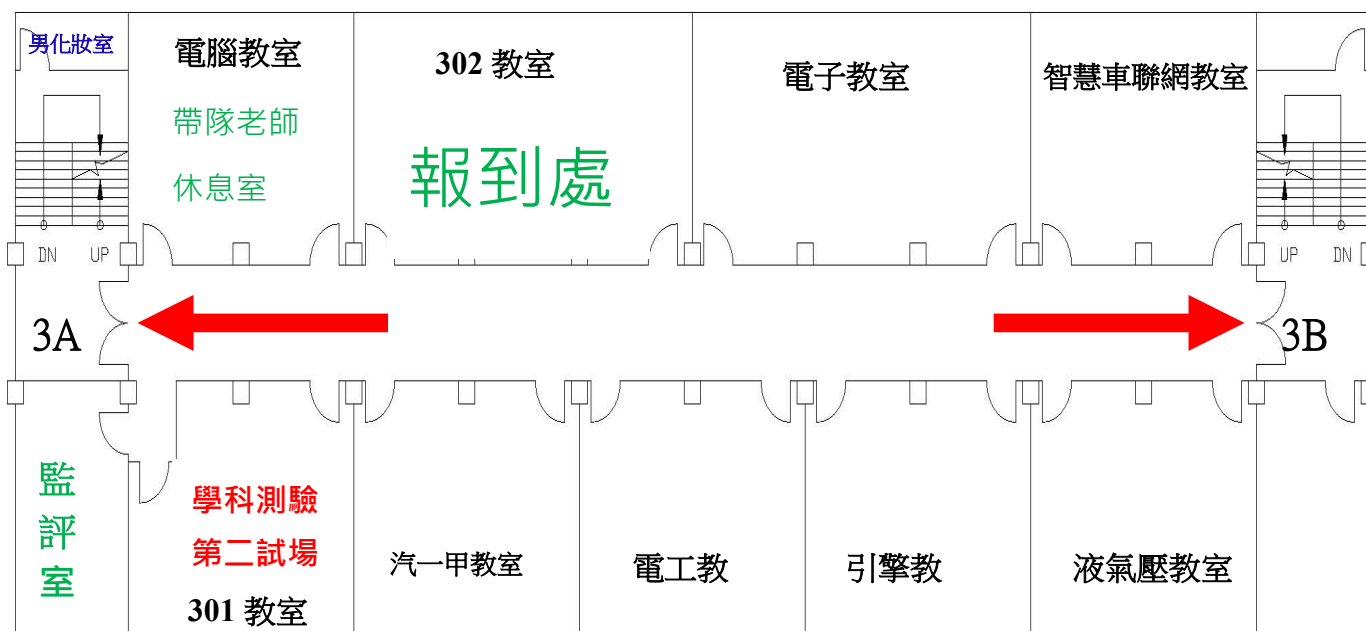 男化妝室
電腦教室
帶隊老師
休息室
302 教室
報到處
電子教室
智慧車聯網教室
DN UP
UP DN
3A
3B
監評室
學科測驗
第二試場
301 教室
汽一甲教室
電工教
引擎教
液氣壓教室